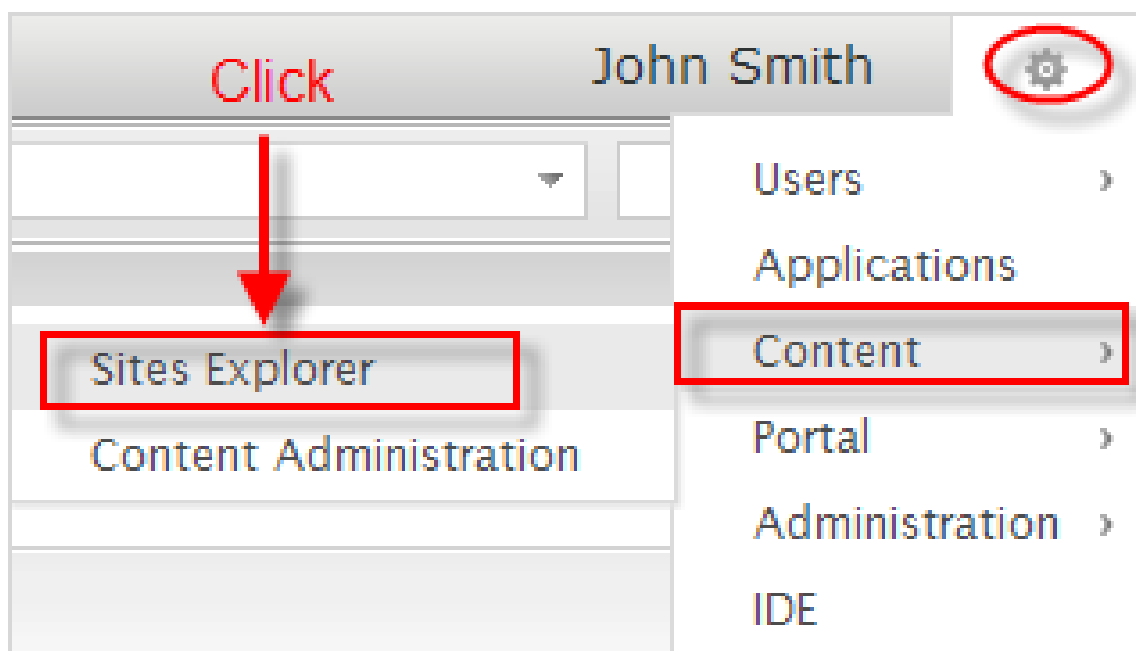 Click
John Smith
Users
Applications
Content
Portal
Administration
IDE
Sites Explorer
Content Administration